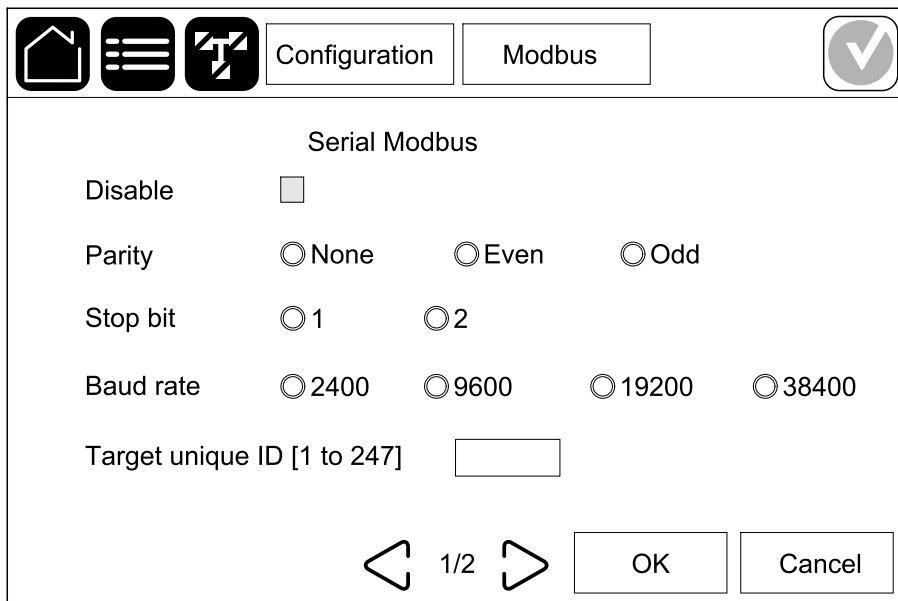 Configuration Modbus
Serial Modbus
Disable
Parity None Even Odd
Stop bit 1 2
Baud rate 2400 9600 19200 38400
Target unique ID [1 to 247]
1/2 OK Cancel